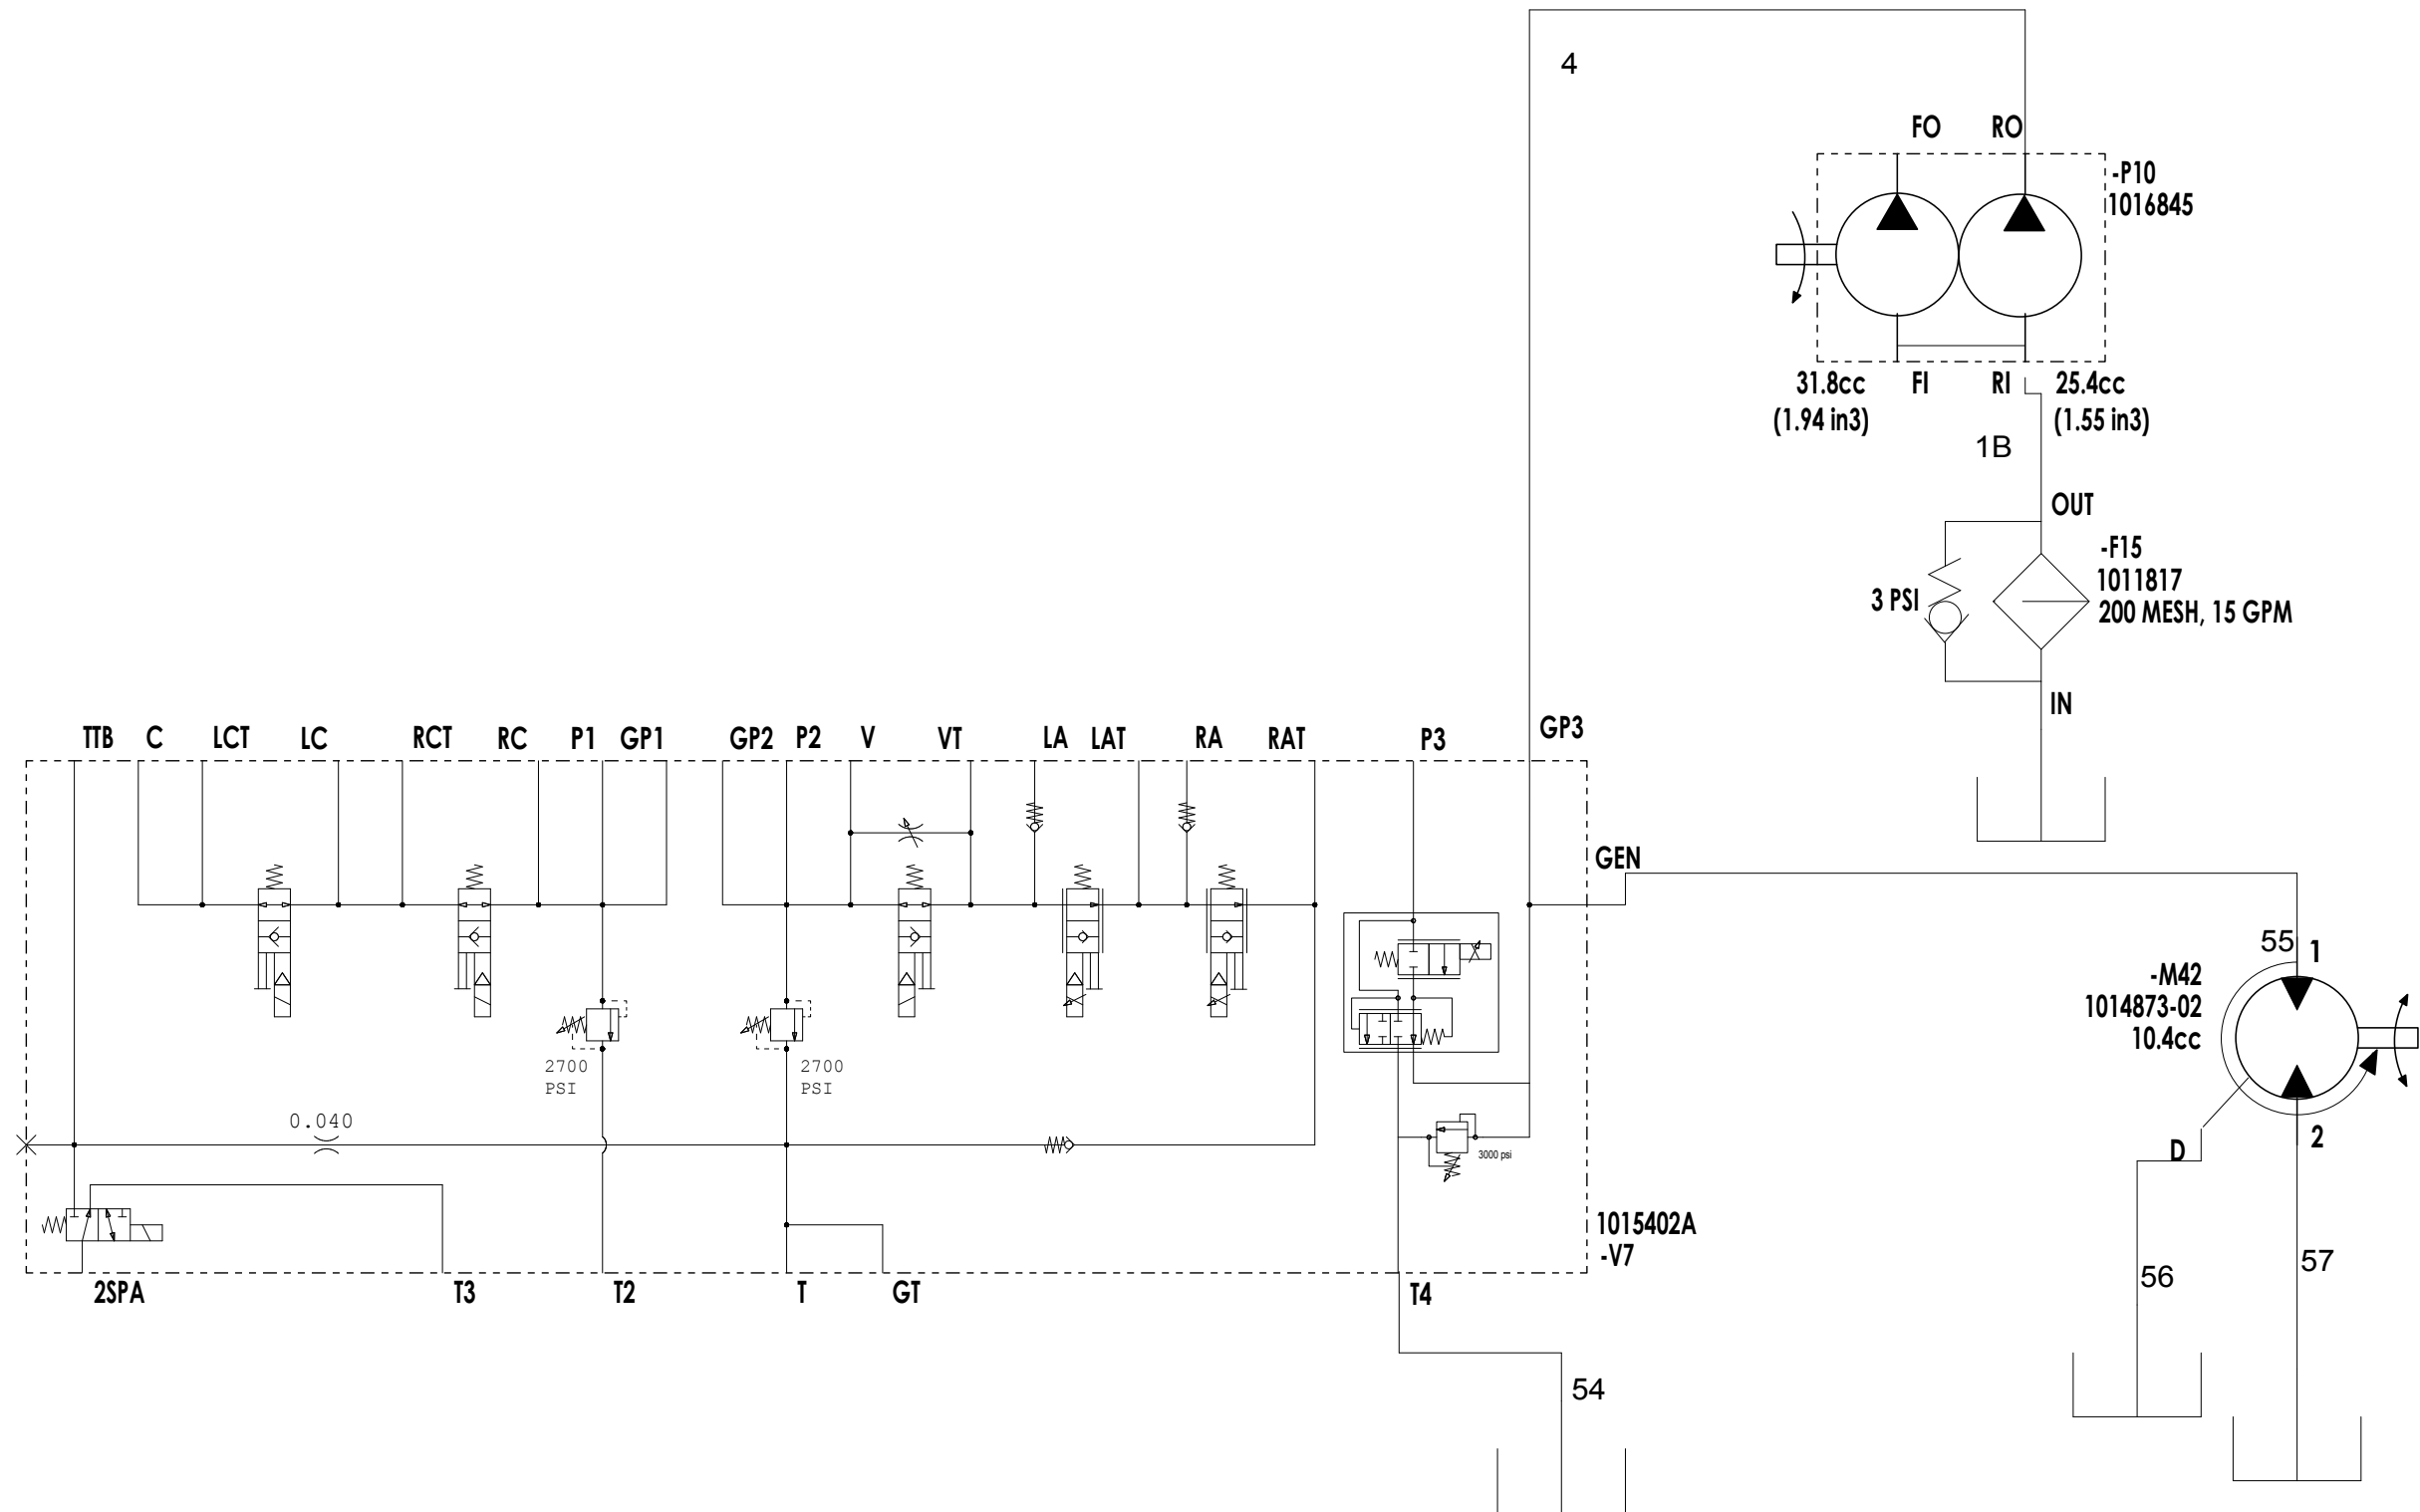 4
FO
RO
-P10
1016845
31.8cc
(1.94 in3)
FI
RI
25.4cc
(1.55 in3)
1B
OUT
-F15
1011817
200 MESH, 15 GPM
3 PSI
IN
TTB
C
LCT
LC
RCT
RC
P1
GP1
GP2
P2
V
VT
LA
LAT
RA
RAT
P3
GP3
GEN
55
1
-M42
1014873-02
10.4cc
2
D
2700
PSI
2700
PSI
0.040
3000 psi
1015402A
-V7
2SPA
T3
T2
T
GT
T4
56
57
54